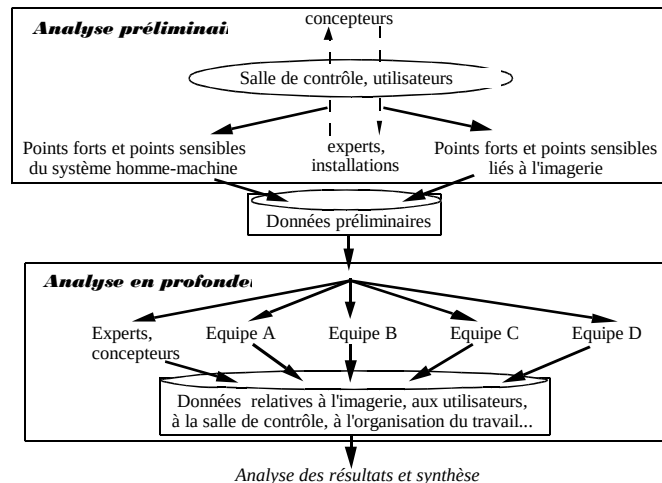 concepteurs
Analyse préliminai
Salle de contrôle, utilisateurs
Points forts et points sensibles
du système homme-machine
experts,
installations
Points forts et points sensibles
liés à l'imagerie
Données préliminaires
Analyse en profonde
Experts,
concepteurs
Equipe A
Equipe B
Equipe C
Equipe D
Données relatives à l'imagerie, aux utilisateurs,
à la salle de contrôle, à l'organisation du travail...
Analyse des résultats et synthèse